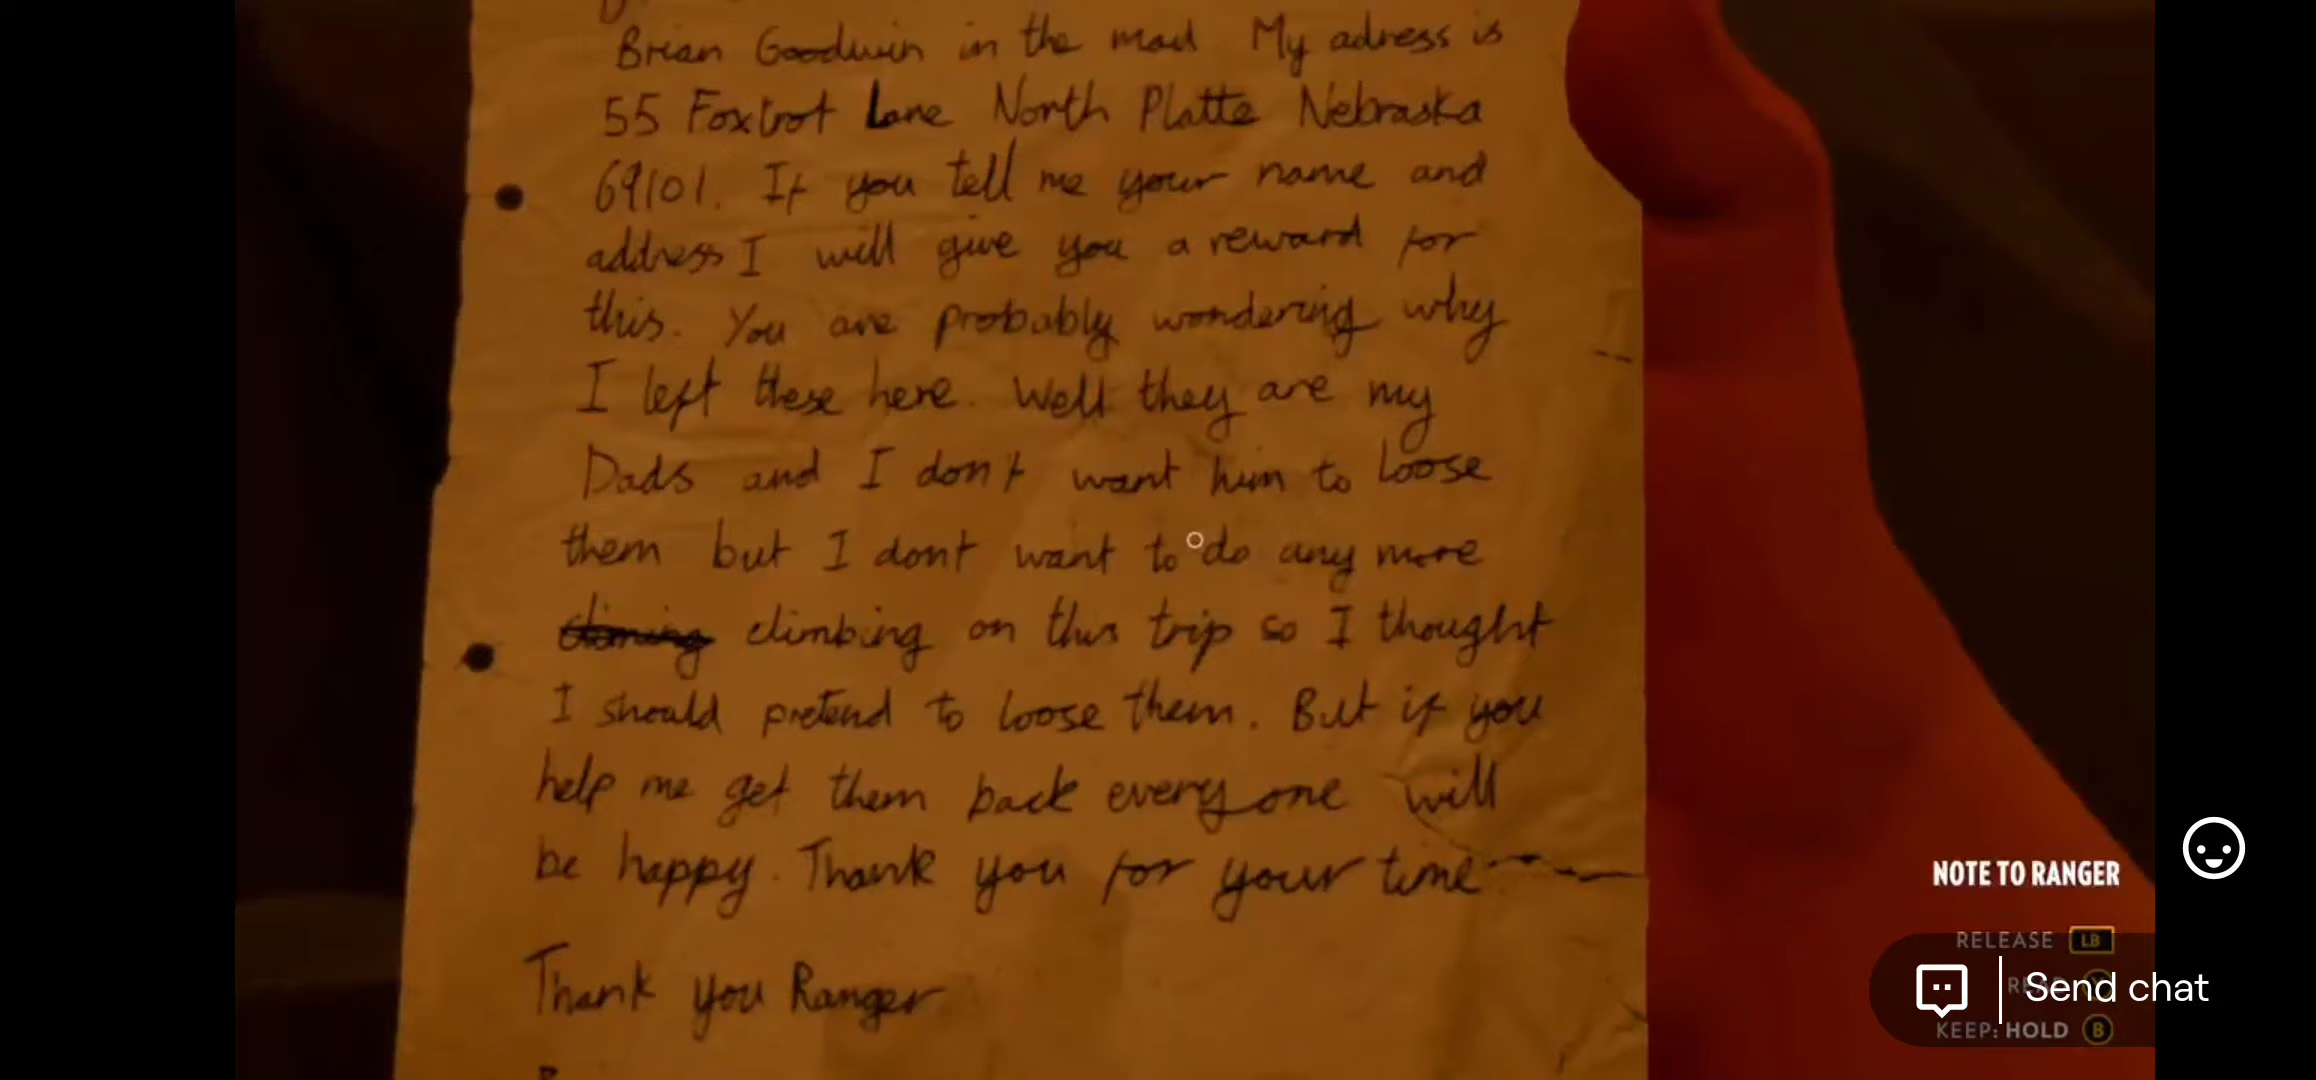 Brian Goodwin in the mail My adress is
55 Foxtrot Lane North Platte Nebraska
69101. If you tell me your name and
address I will give you a reward for
this. You are probably wondering why
I left these here. Well they are my
Dads and I don't want him to loose
them but I dont want to do any more
climing climbing on this trip so I thought
I should pretend to loose them. But if you
help me get them back everyone will
be happy. Thank you for your time
Thank you Ranger
NOTE TO RANGER
RELEASE LB
Send chat
KEEP: HOLD B